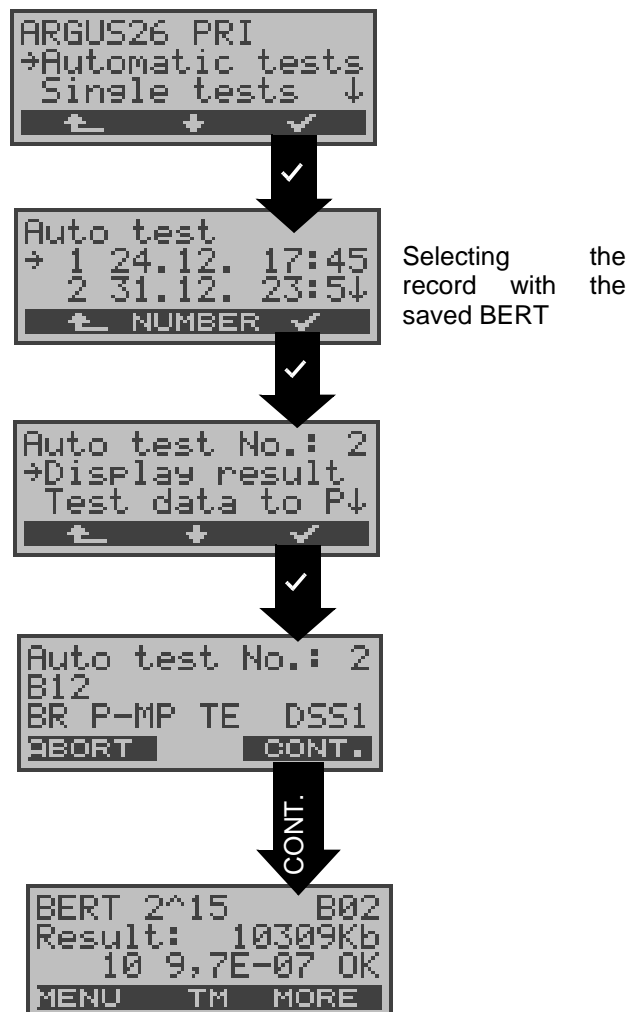 ARGUS26 PRI
→Automatic tests
Single tests ↓
✓
Auto test
→ 1 24.12. 17:45
2 31.12. 23:5↓
NUMBER ✓
Selecting the
record with the
saved BERT
✓
Auto test No.: 2
→Display result
Test data to P↓
✓
Auto test No.: 2
B12
BR P-MP TE DSS1
ABORT CONT.
CONT.
BERT 2^15 B02
Result: 10309Kb
10 9,7E-07 OK
MENU TM MORE